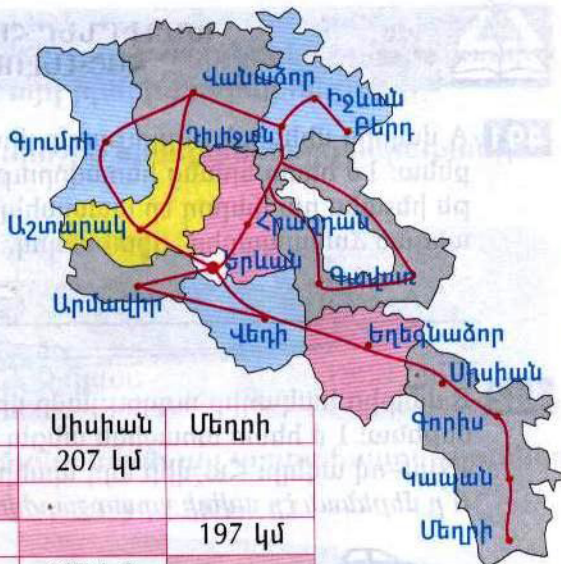 Վանաձոր
Իջևան
Գյումրի
Դիլիջան
Բերդ
Աշտարակ
Հրազդան
Երևան
Գավառ
Արմավիր
Վեդի
Եղեգնաձոր
Սիսիան
Գորիս
Կապան
Մեղրի
Սիսիան Մեղրի
207 կմ
197 կմ